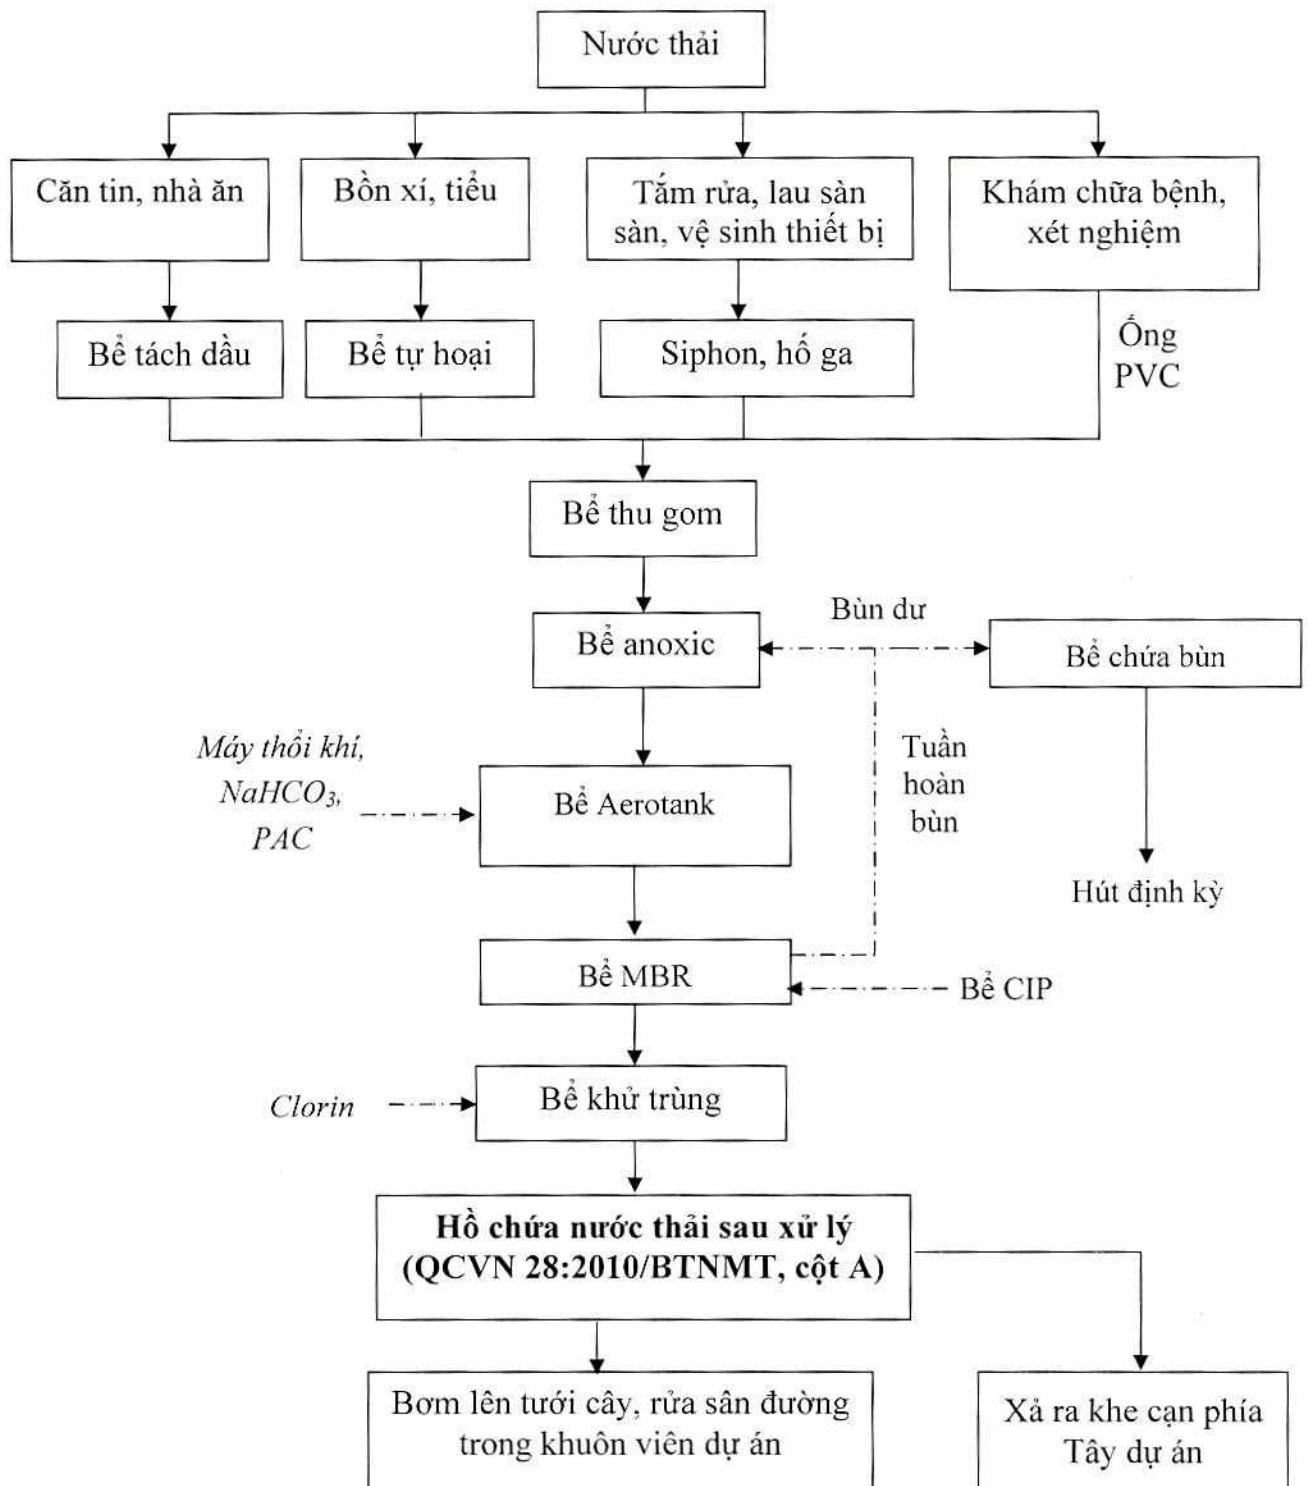 Nước thải
Căn tin, nhà ăn
Bồn xí, tiểu
Tắm rửa, lau sàn
sàn, vệ sinh thiết bị
Khám chữa bệnh,
xét nghiệm
Bể tách dầu
Bể tự hoại
Siphon, hố ga
Ống
PVC
Bể thu gom
Bùn dư
Bể anoxic
Bể chứa bùn
Máy thổi khí,
NaHCO3,
PAC
Bể Aerotank
Tuần
hoàn
bùn
Hút định kỳ
Bể MBR
Bể CIP
Clorin
Bể khử trùng
Hồ chứa nước thải sau xử lý
(QCVN 28:2010/BTNMT, cột A)
Bơm lên tưới cây, rửa sân đường
trong khuôn viên dự án
Xả ra khe cạn phía
Tây dự án